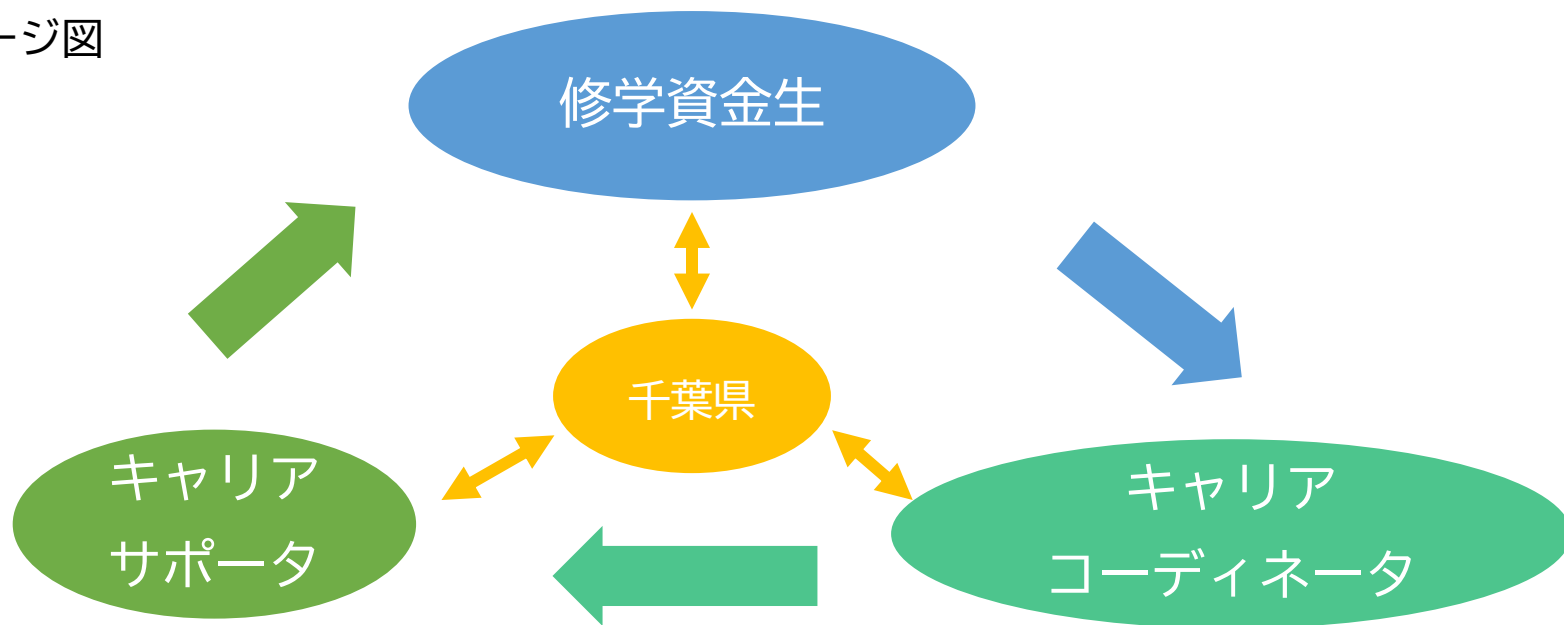 ージ図
修学資金生
千葉県
キャリア
サポータ
キャリア
コーディネータ